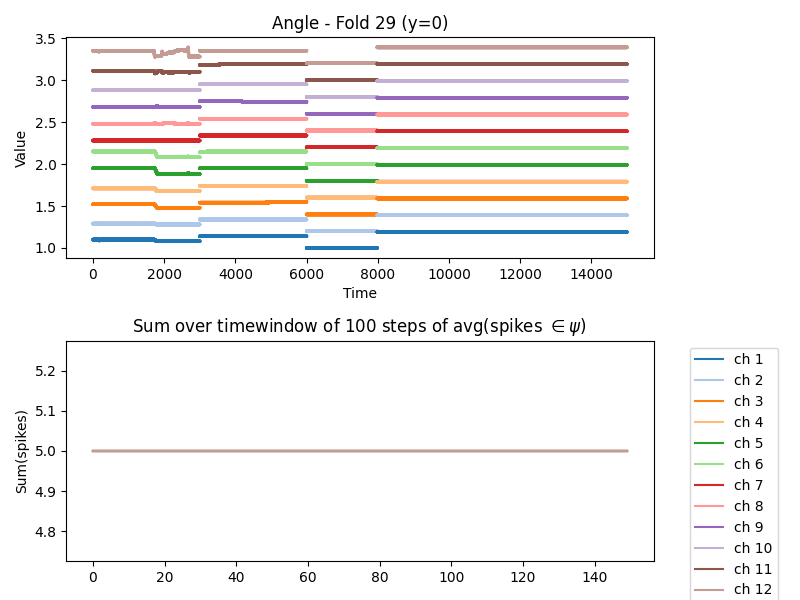 Angle - Fold 29 (y=0)
Value
3.5
3.0
2.5
2.0
1.5
1.0
0 2000 4000 6000 8000 10000 12000 14000
Time
Sum over timewindow of 100 steps of avg(spikes ∈ ψ)
Sum(spikes)
5.2
5.1
5.0
4.9
4.8
0 20 40 60 80 100 120 140
ch 1
ch 2
ch 3
ch 4
ch 5
ch 6
ch 7
ch 8
ch 9
ch 10
ch 11
ch 12